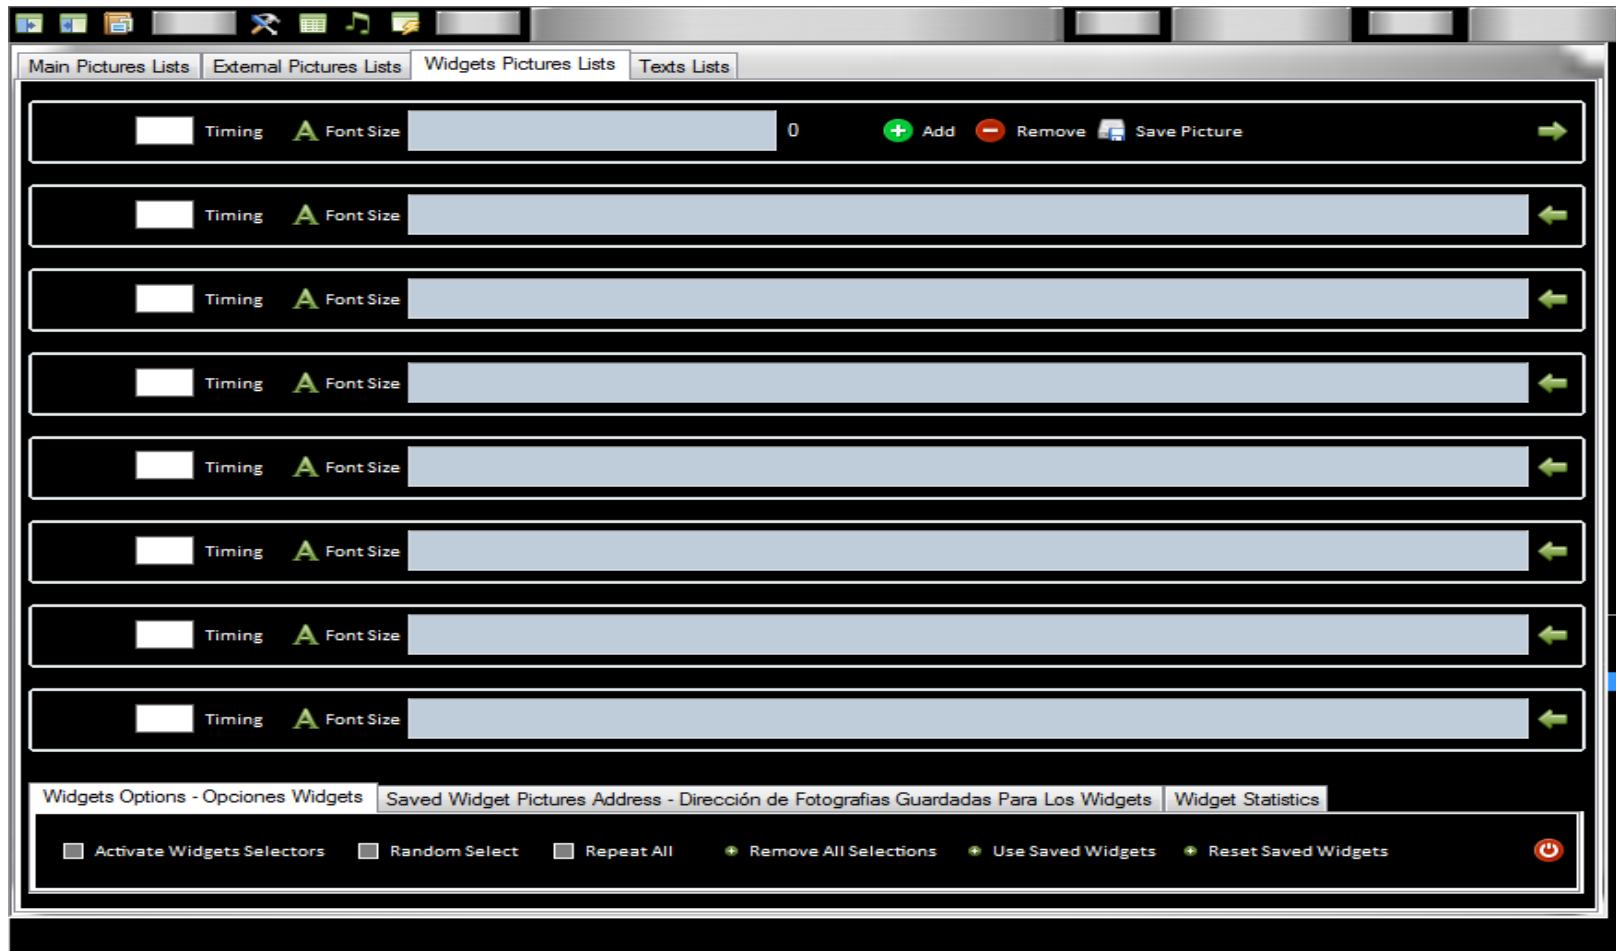 Main Pictures Lists External Pictures Lists Widgets Pictures Lists Texts Lists
Timing A Font Size 0 Add Remove Save Picture
Timing A Font Size
Timing A Font Size
Timing A Font Size
Timing A Font Size
Timing A Font Size
Timing A Font Size
Timing A Font Size
Widgets Options - Opciones Widgets Saved Widget Pictures Address - Dirección de Fotografias Guardadas Para Los Widgets Widget Statistics
Activate Widgets Selectors Random Select Repeat All Remove All Selections Use Saved Widgets Reset Saved Widgets